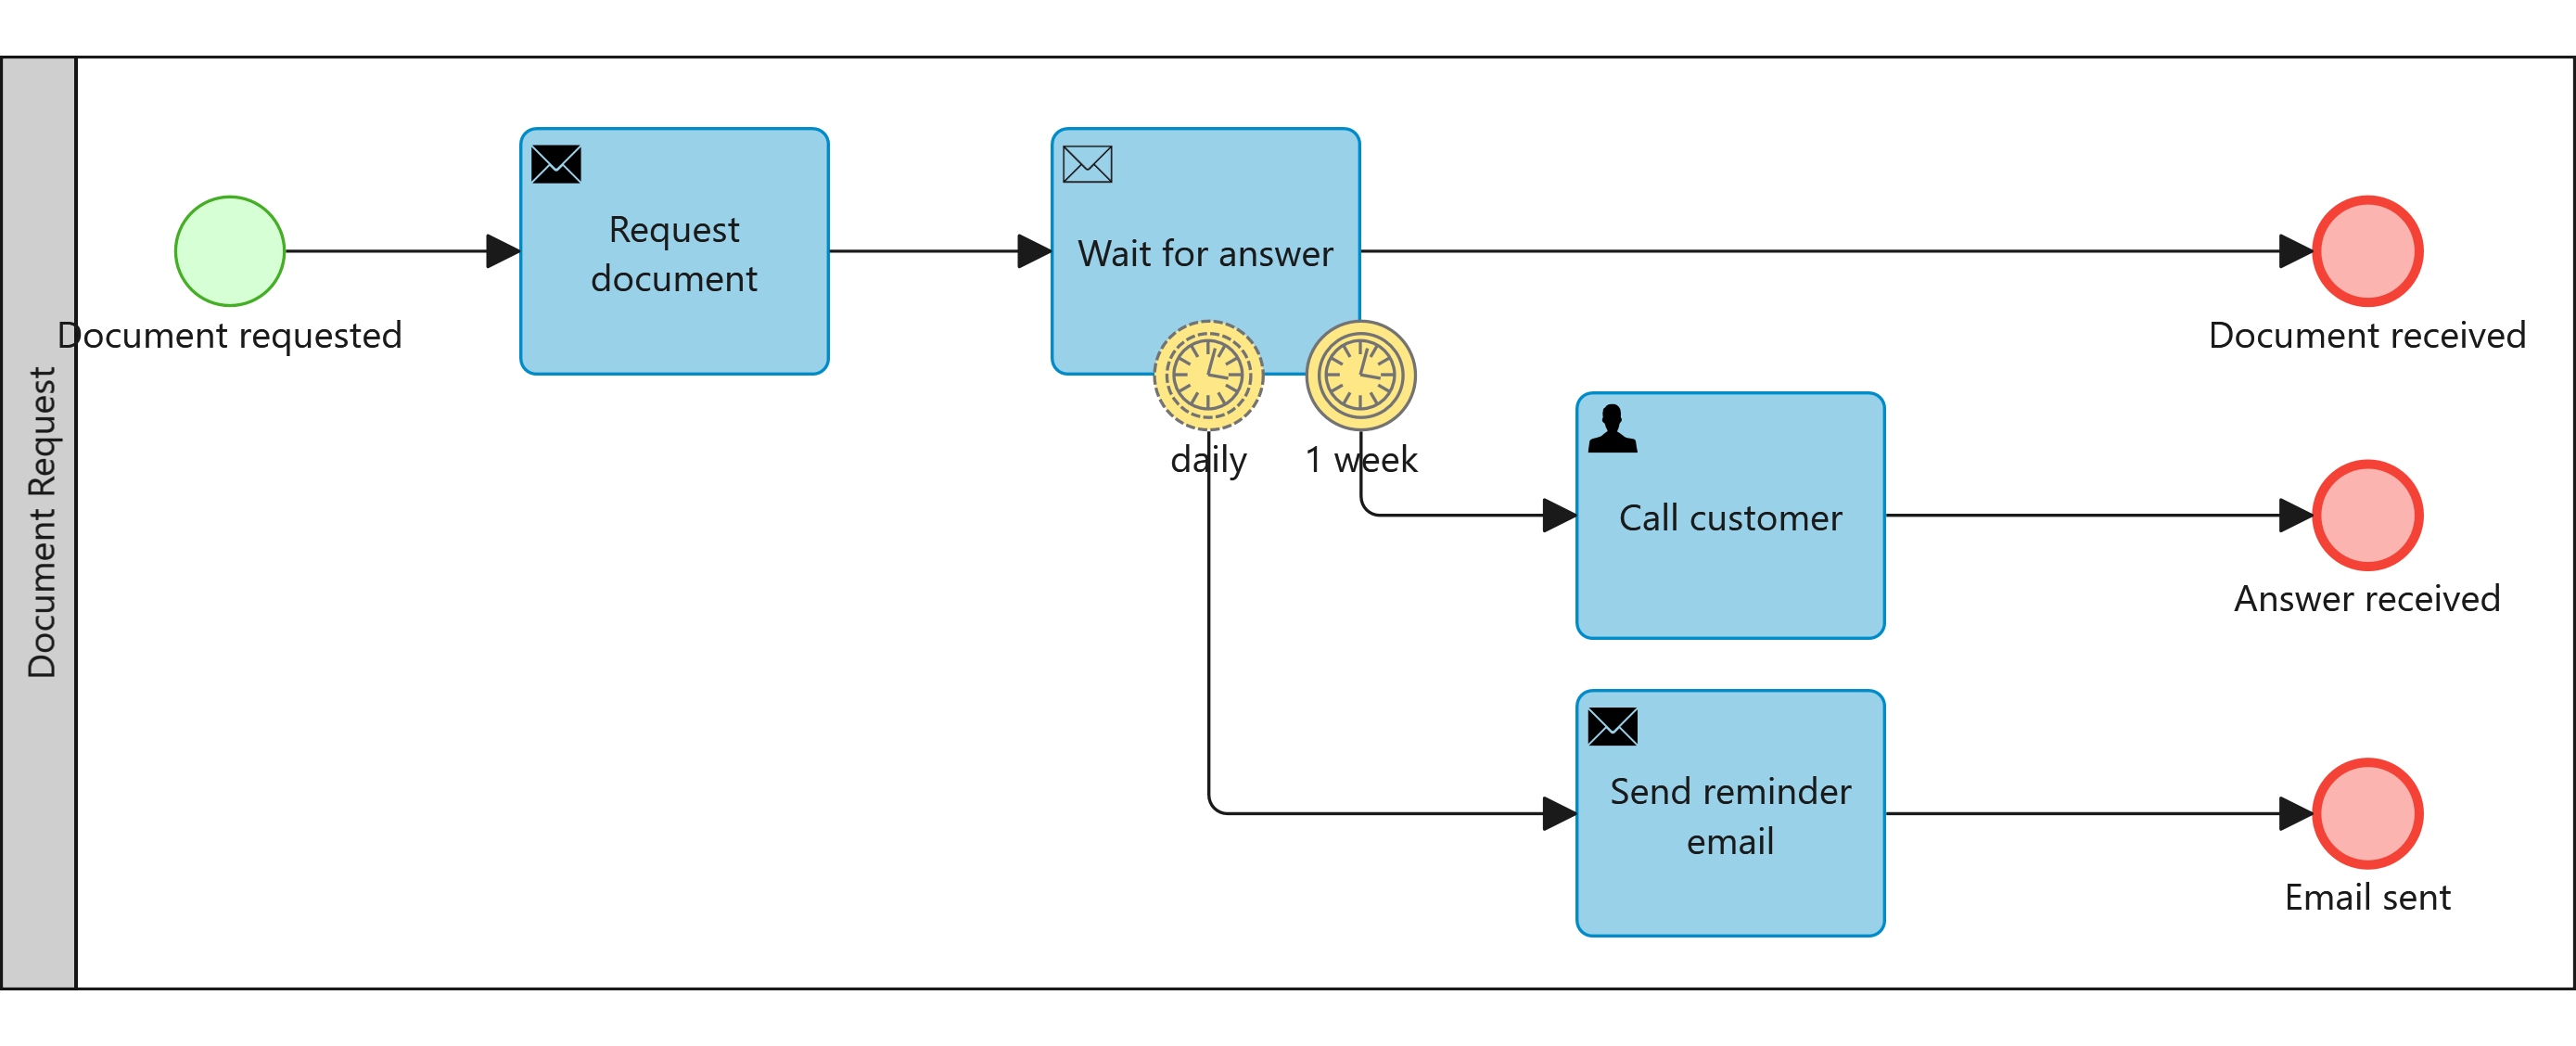 Document Request
Document requested
Request
document
Wait for answer
daily
1 week
Document received
Call customer
Answer received
Send reminder
email
Email sent